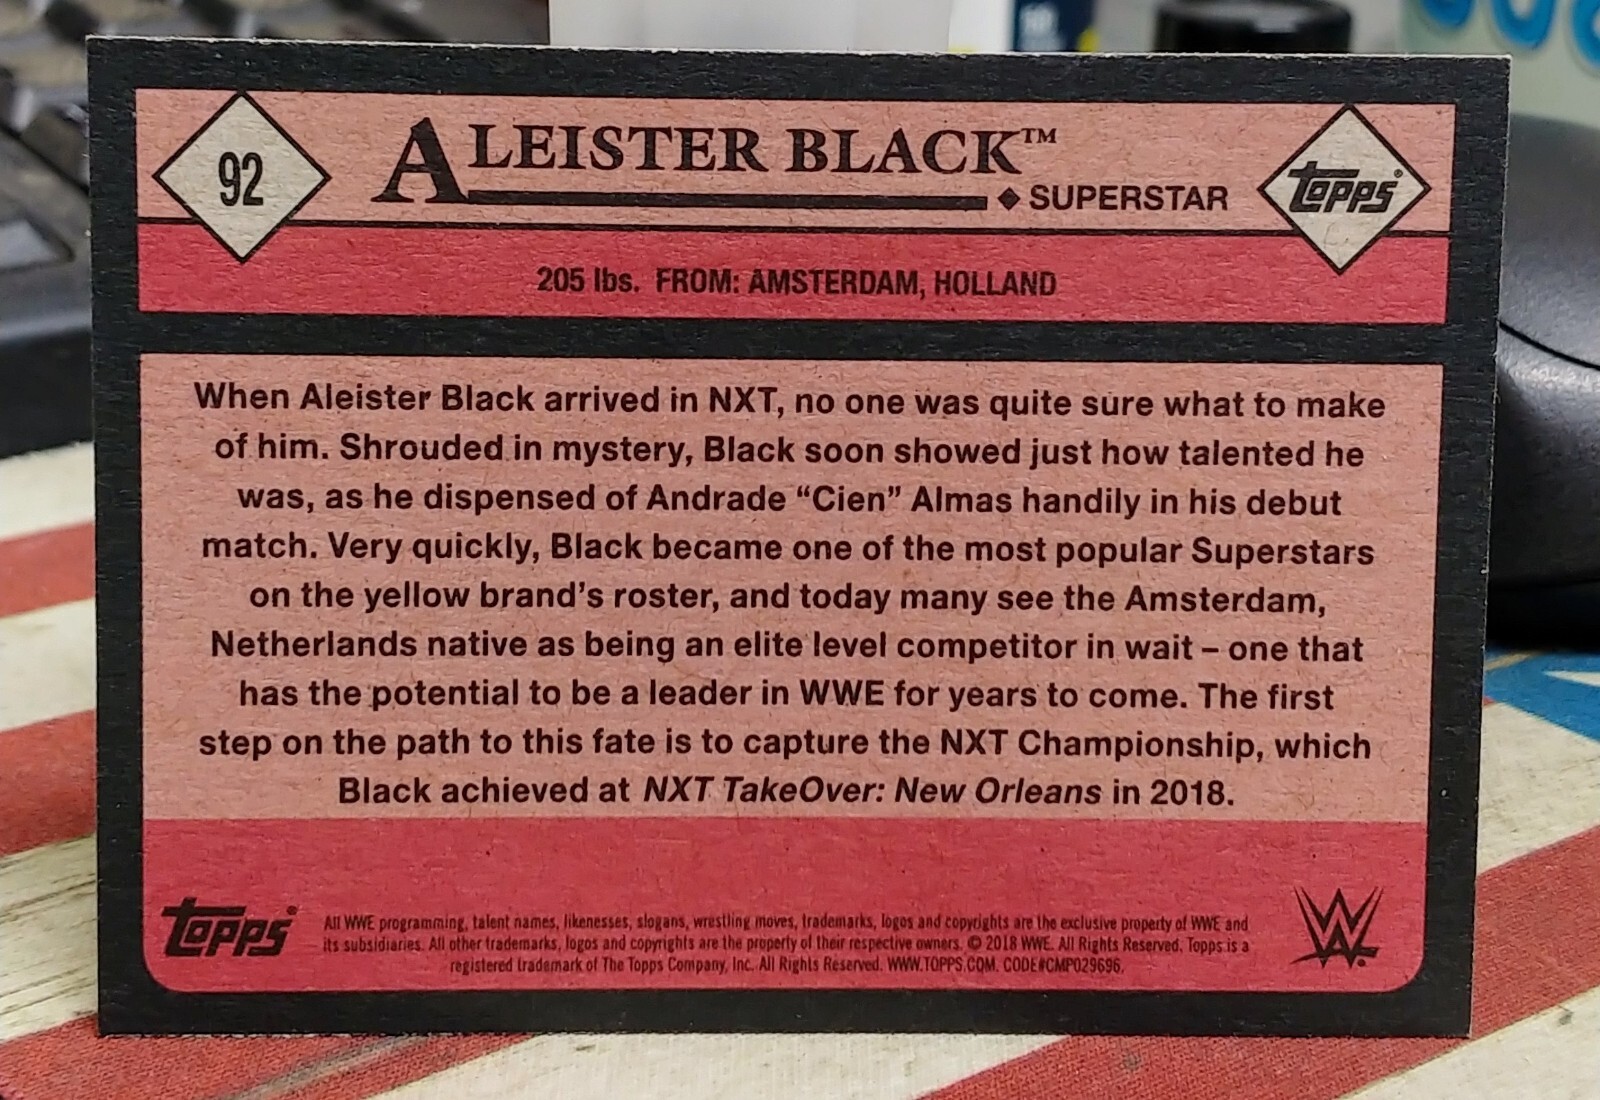 92
ALEISTER BLACK™
◆ SUPERSTAR
TOPPS®
205 lbs. FROM: AMSTERDAM, HOLLAND
When Aleister Black arrived in NXT, no one was quite sure what to make
of him. Shrouded in mystery, Black soon showed just how talented he
was, as he dispensed of Andrade “Cien” Almas handily in his debut
match. Very quickly, Black became one of the most popular Superstars
on the yellow brand’s roster, and today many see the Amsterdam,
Netherlands native as being an elite level competitor in wait – one that
has the potential to be a leader in WWE for years to come. The first
step on the path to this fate is to capture the NXT Championship, which
Black achieved at NXT TakeOver: New Orleans in 2018.
TOPPS®
All WWE programming, talent names, likenesses, slogans, wrestling moves, trademarks, logos and copyrights are the exclusive property of WWE and
its subsidiaries. All other trademarks, logos and copyrights are the property of their respective owners. © 2018 WWE. All Rights Reserved. Topps is a
registered trademark of The Topps Company, Inc. All Rights Reserved. WWW.TOPPS.COM. CODE#CMP029696.
W